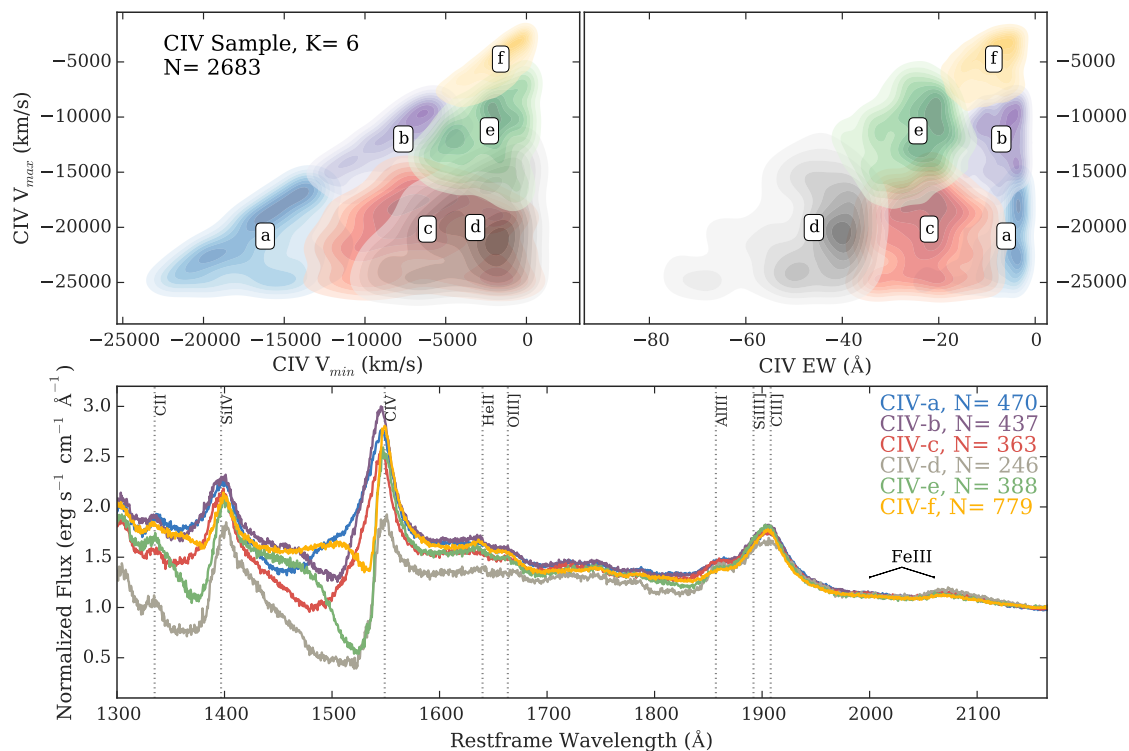 CIV Sample, K= 6
N= 2683
f
b
e
a
c
d
f
e
b
d
c
a
CIV V_max (km/s)
−5000
−10000
−15000
−20000
−25000
−5000
−10000
−15000
−20000
−25000
−25000 −20000 −15000 −10000 −5000 0
CIV V_min (km/s)
−80 −60 −40 −20 0
CIV EW (Å)
Normalized Flux (erg s⁻¹ cm⁻¹ Å⁻¹)
3.0
2.5
2.0
1.5
1.0
0.5
CII
SiIV
CIV
HeII
OIII]
AlIII
SiIII]
CIII]
CIV-a, N= 470
CIV-b, N= 437
CIV-c, N= 363
CIV-d, N= 246
CIV-e, N= 388
CIV-f, N= 779
FeIII
1300 1400 1500 1600 1700 1800 1900 2000 2100
Restframe Wavelength (Å)